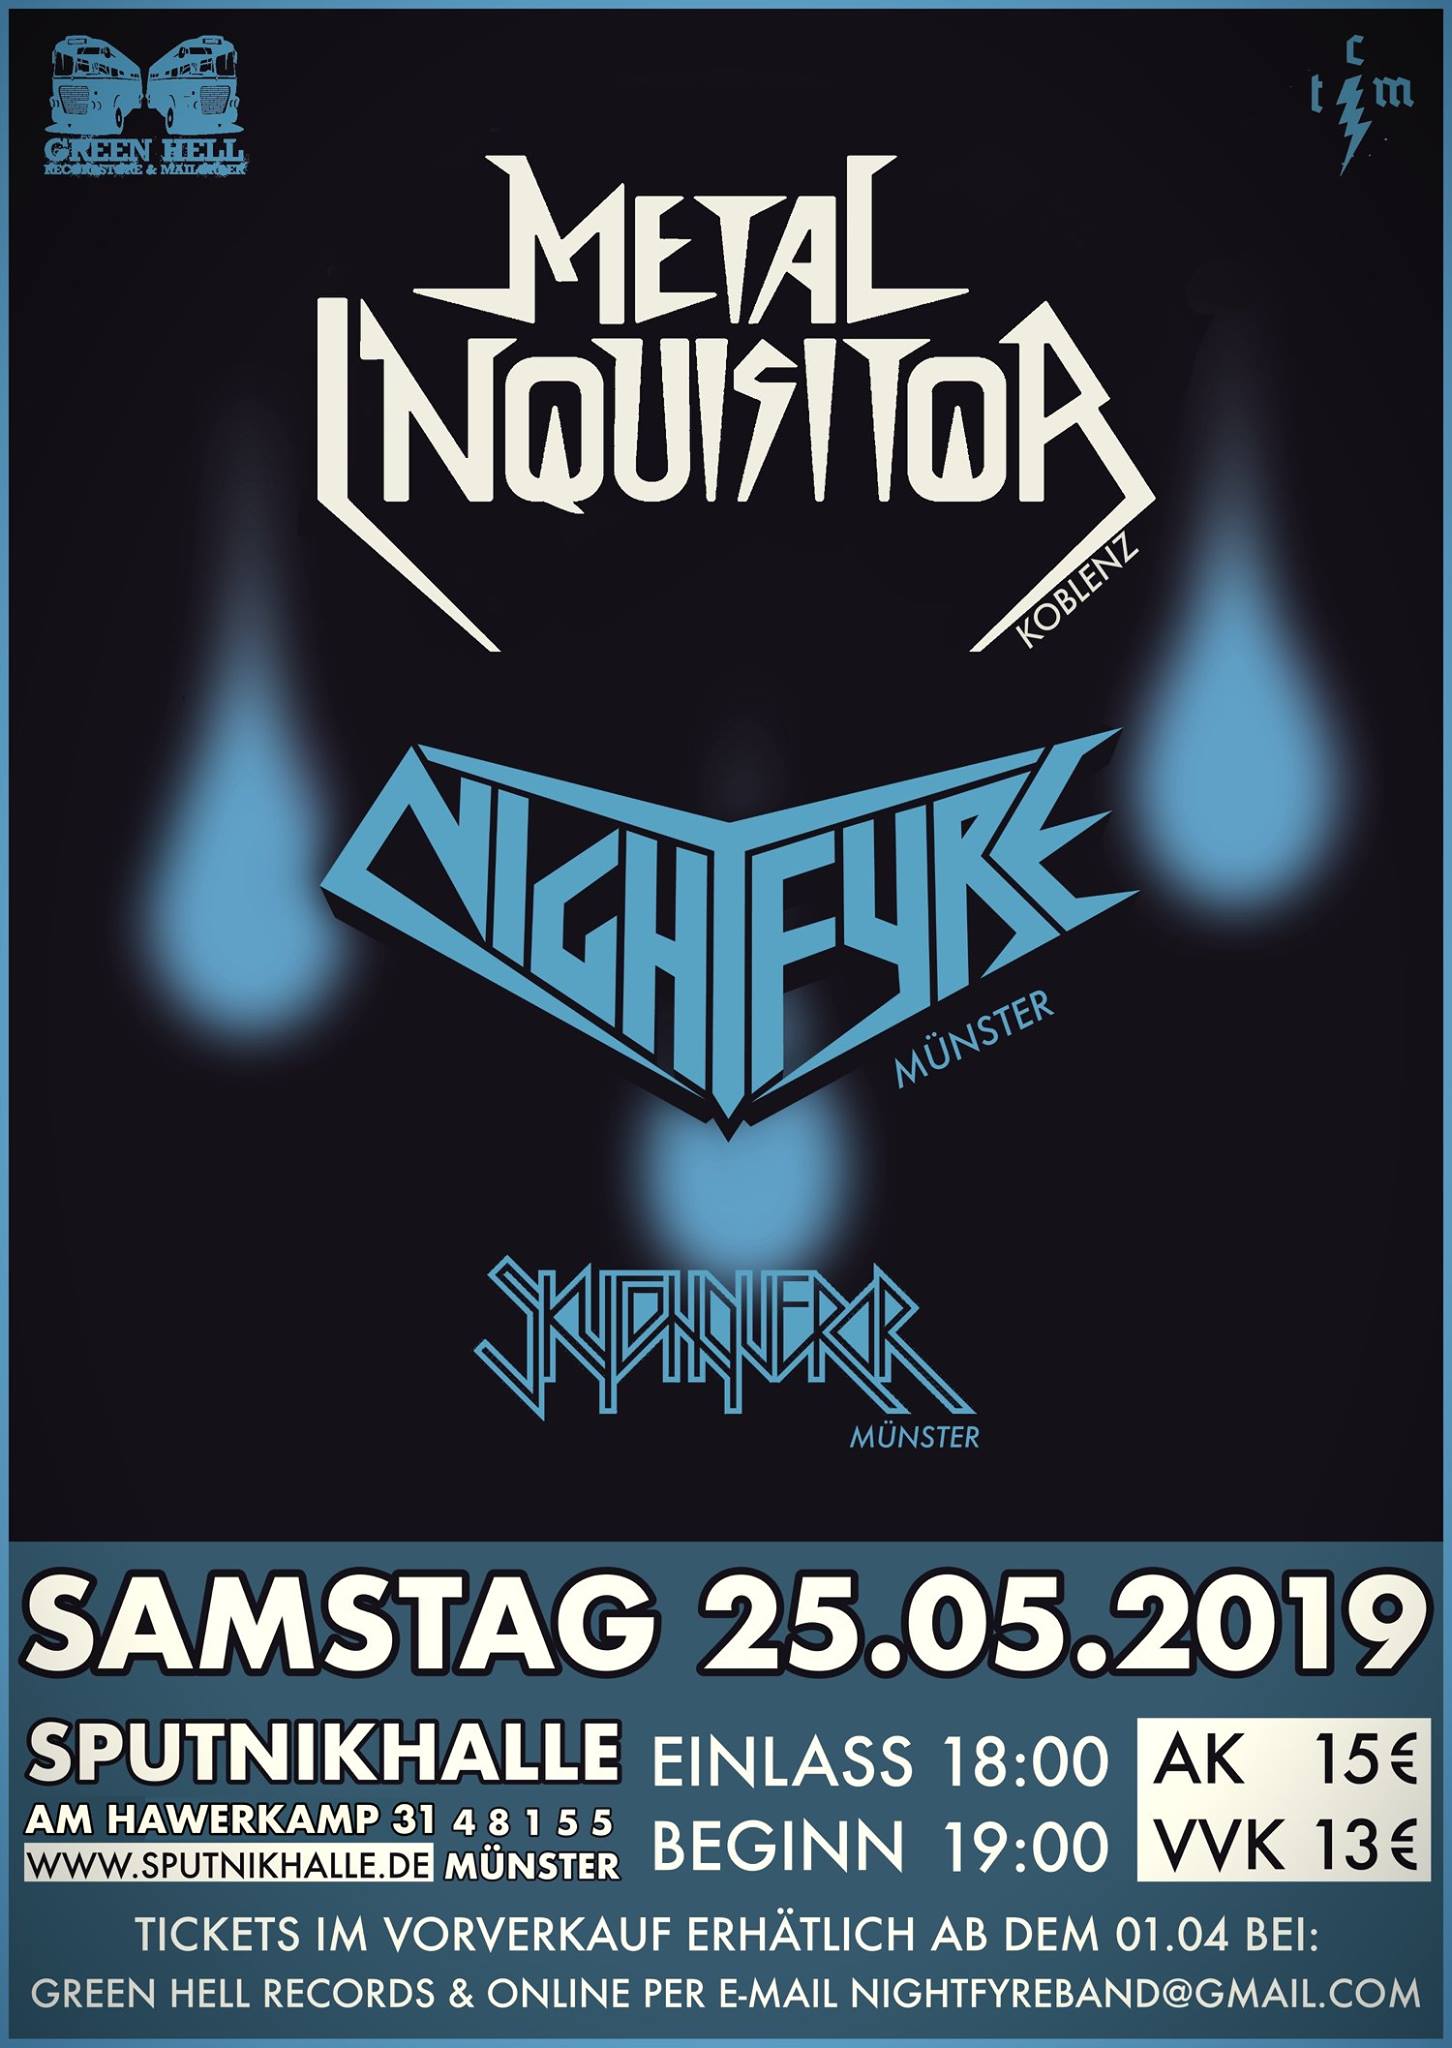 GREEN HELL
RECORDSTORE & MAILORDER
c
t m
METAL
INQUISITOR
KOBLENZ
NIGHTFYRE
MÜNSTER
MÜNSTER
SAMSTAG 25.05.2019
SPUTNIKHALLE
AM HAWERKAMP 31 48155
WWW.SPUTNIKHALLE.DE MÜNSTER
EINLASS 18:00
BEGINN 19:00
AK 15€
VVK 13€
TICKETS IM VORVERKAUF ERHÄTLICH AB DEM 01.04 BEI:
GREEN HELL RECORDS & ONLINE PER E-MAIL NIGHTFYREBAND@GMAIL.COM